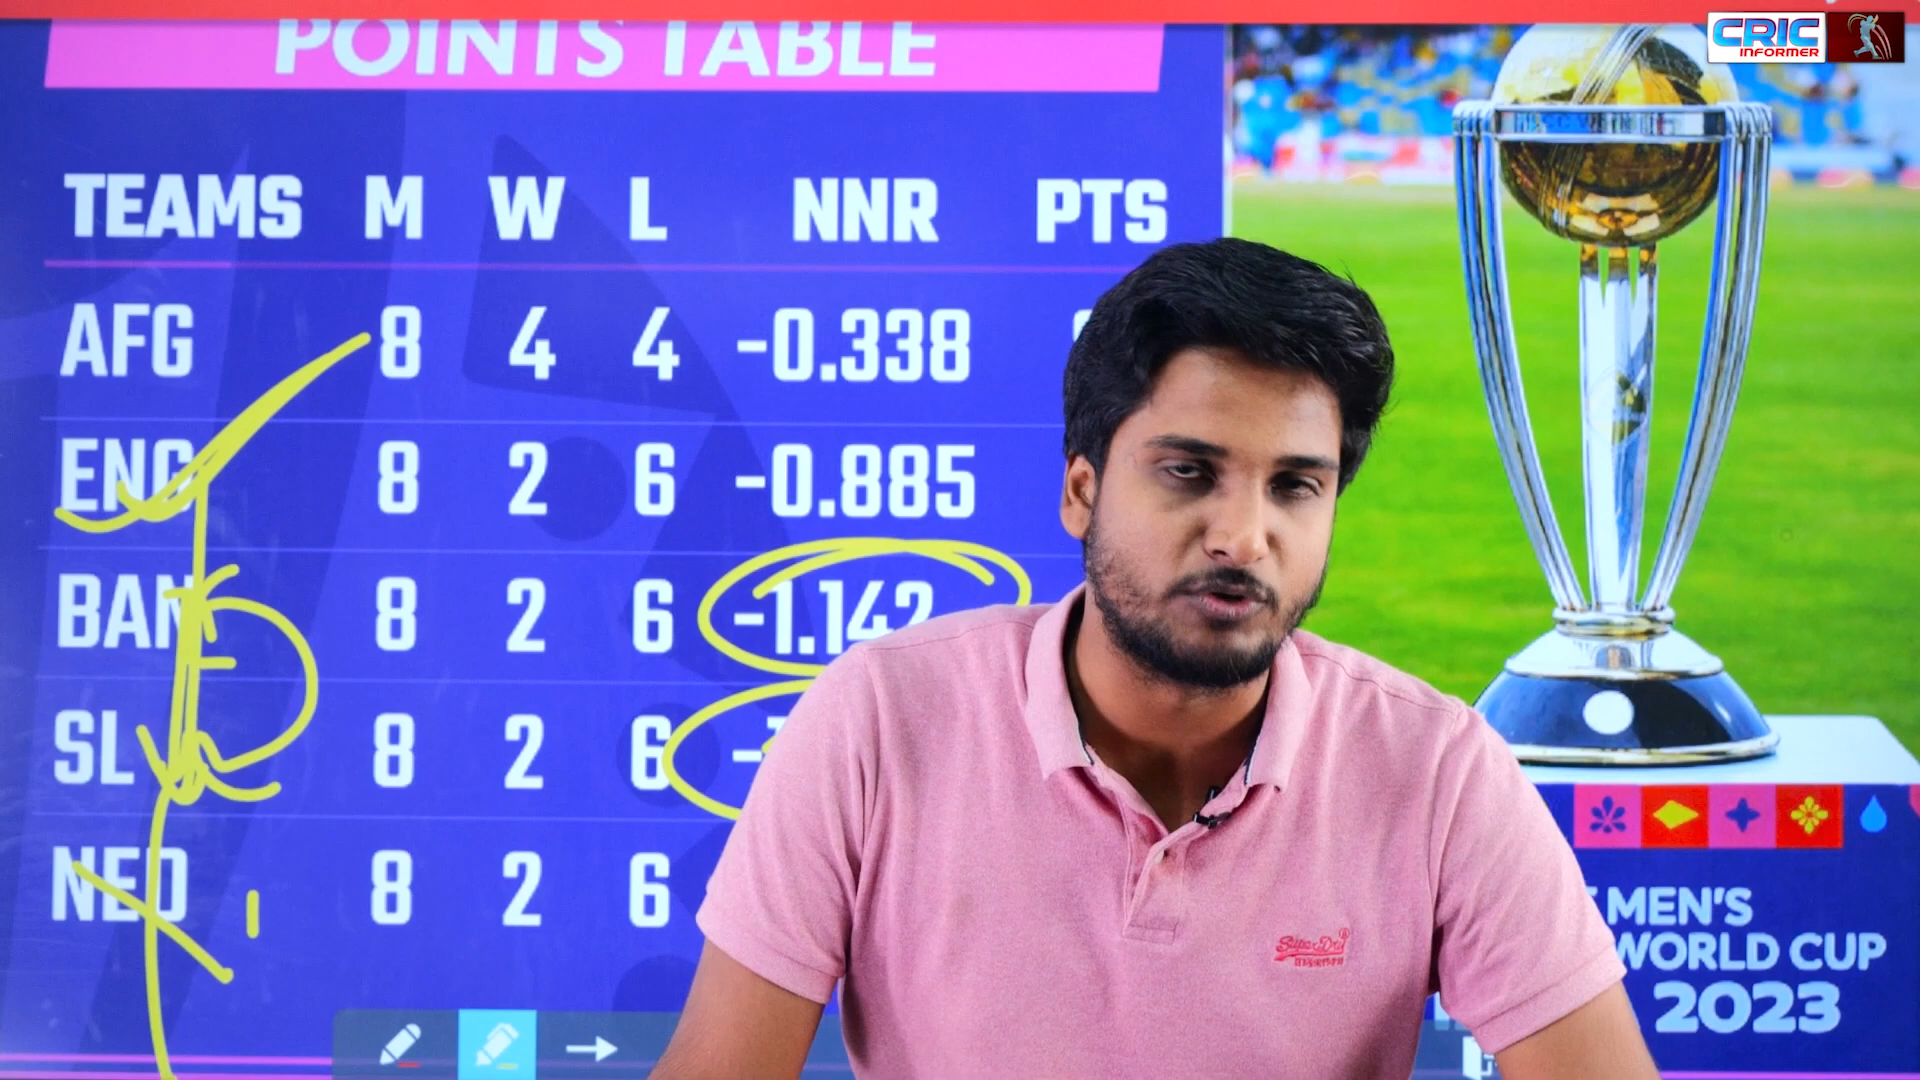 CRIC
INFORMER
POINTS TABLE
TEAMS M W L NNR PTS
AFG 8 4 4 -0.338
ENG 8 2 6 -0.885
BAN 8 2 6 -1.142
SL 8 2 6
NED 8 2 6
SuperDry
MEN'S
WORLD CUP
2023